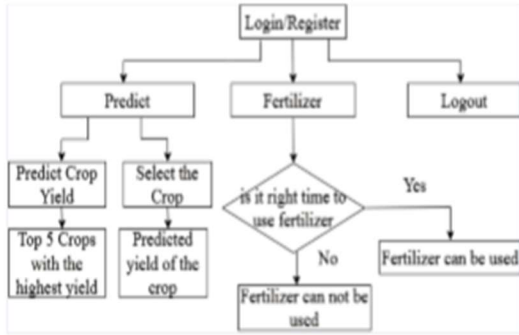 Login/Register
Predict
Fertilizer
Logout
Predict Crop
Yield
Select the
Crop
is it right time to
use fertilizer
Yes
Top 5 Crops
with the
highest yield
Predicted
yield of the
crop
No
Fertilizer can be used
Fertilizer can not be
used